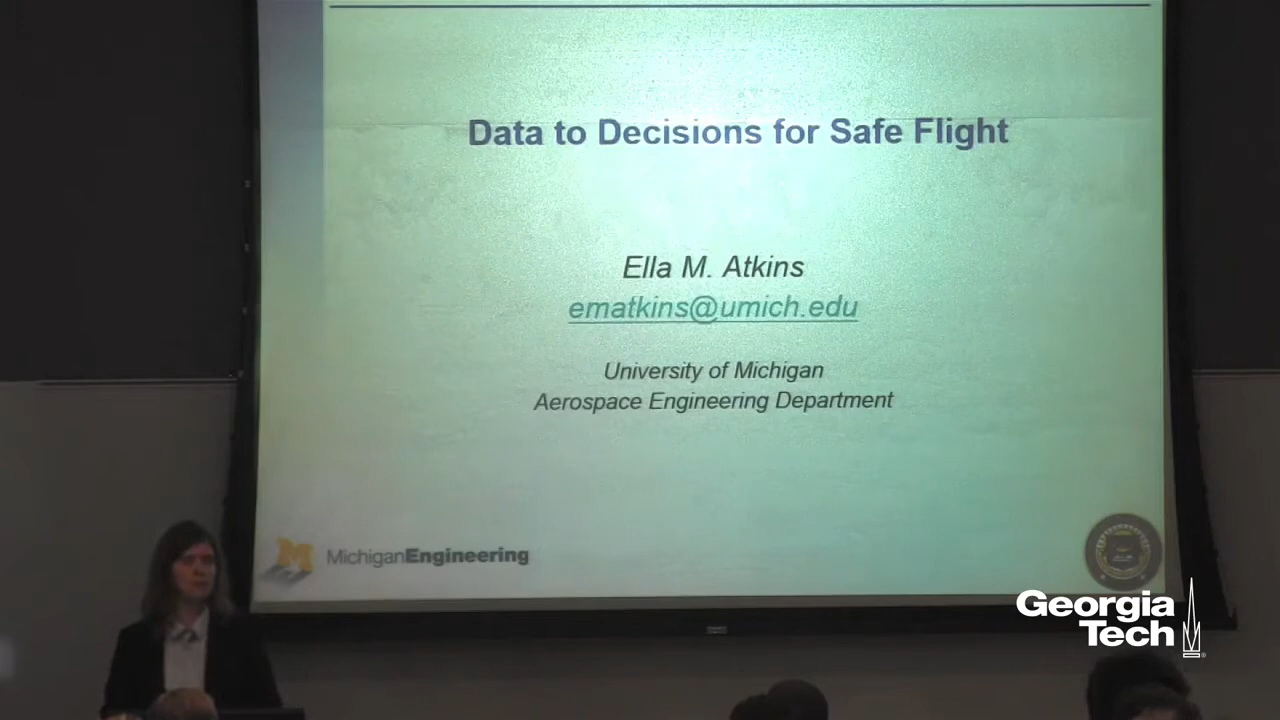 Data to Decisions for Safe Flight
Ella M. Atkins
ematkins@umich.edu
University of Michigan
Aerospace Engineering Department
M MichiganEngineering
Georgia
Tech